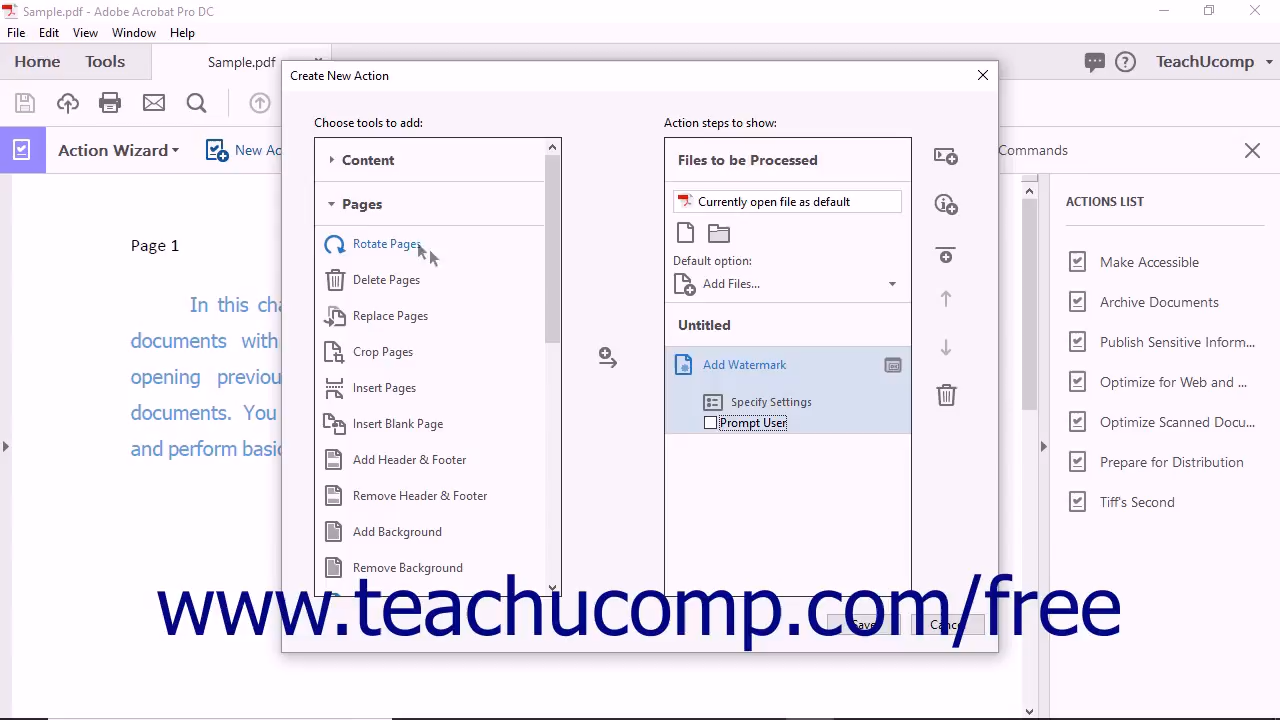 Sample.pdf - Adobe Acrobat Pro DC
File Edit View Window Help
Home Tools Sample.pdf TeachUcomp
Create New Action
Action Wizard New Ac Commands
Choose tools to add:
Content
Pages
Rotate Pages
Delete Pages
Replace Pages
Crop Pages
Insert Pages
Insert Blank Page
Add Header & Footer
Remove Header & Footer
Add Background
Remove Background
Action steps to show:
Files to be Processed
Currently open file as default
Default option:
Add Files...
Untitled
Add Watermark
Specify Settings
Prompt User
Save Cancel
Page 1
In this cha
documents with
opening previou
documents. You
and perform basic
ACTIONS LIST
Make Accessible
Archive Documents
Publish Sensitive Inform...
Optimize for Web and ...
Optimize Scanned Docu...
Prepare for Distribution
Tiff's Second
www.teachucomp.com/free